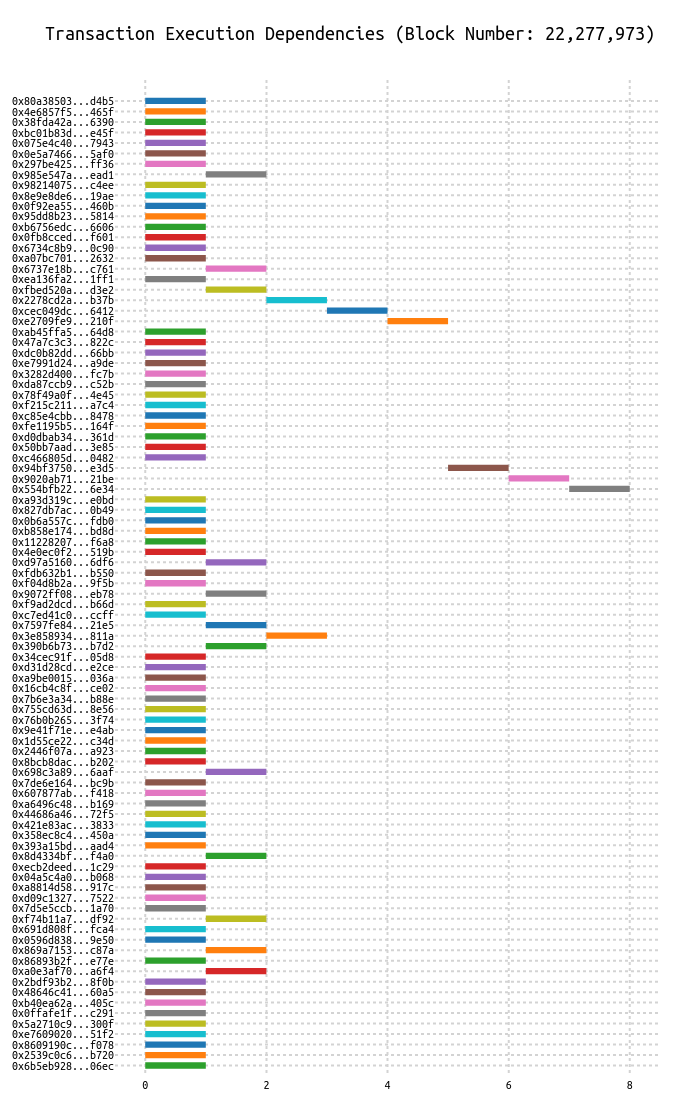 Transaction Execution Dependencies (Block Number: 22,277,973)
0x80a38503...d4b5
0x4e6857f5...465f
0x38fda42a...6390
0xbc01b83d...e45f
0x075e4c40...7943
0x0e5a7466...5af0
0x297be425...ff36
0x985e547a...ead1
0x98214075...c4ee
0x8e9e8de6...19ae
0x0f92ea55...460b
0x95dd8b23...5814
0xb6756edc...6606
0x0fb8cced...f601
0x6734c8b9...0c90
0xa07bc701...2632
0x6737e18b...c761
0xea136fa2...1ff1
0xfbed520a...d3e2
0x2278cd2a...b37b
0xcec049dc...6412
0xe2709fe9...210f
0xab45ffa5...64d8
0x47a7c3c3...822c
0xdc0b82dd...66bb
0xe7991d24...a9de
0x3282d400...fc7b
0xda87ccb9...c52b
0x78f49a0f...4e45
0xf215c211...a7c4
0xc85e4cbb...8478
0xfe1195b5...164f
0xd0dbab34...361d
0x50bb7aad...3e85
0xc466805d...0482
0x94bf3750...e3d5
0x9020ab71...21be
0x554bfb22...6e34
0xa93d319c...e0bd
0x827db7ac...0b49
0x0b6a557c...fdb0
0xb858e174...bd8d
0x11228207...f6a8
0x4e0ec0f2...519b
0xd97a5160...6df6
0xfdb632b1...b550
0xf04d8b2a...9f5b
0x9072ff08...eb78
0xf9ad2dcd...b66d
0xc7ed41c0...ccff
0x7597fe84...21e5
0x3e858934...811a
0x390b6b73...b7d2
0x34cec91f...05d8
0xd31d28cd...e2ce
0xa9be0015...036a
0x16cb4c8f...ce02
0x7b6e3a34...b88e
0x755cd63d...8e56
0x76b0b265...3f74
0x9e41f71e...e4ab
0x1d55ce22...c34d
0x2446f07a...a923
0x8bcb8dac...b202
0x698c3a89...6aaf
0x7de6e164...bc9b
0x607877ab...f418
0xa6496c48...b169
0x44686a46...72f5
0x421e83ac...3833
0x358ec8c4...450a
0x393a15bd...aad4
0x8d4334bf...f4a0
0xecb2deed...1c29
0x04a5c4a0...b068
0xa8814d58...917c
0xd09c1327...7522
0x7d5e5ccb...1a70
0xf74b11a7...df92
0x691d808f...fca4
0x0596d838...9e50
0x869a7153...c87a
0x86893b2f...e77e
0xa0e3af70...a6f4
0x2bdf93b2...8f0b
0x48646c41...60a5
0xb40ea62a...405c
0x0ffafe1f...c291
0x5a2710c9...300f
0xe7609020...51f2
0x8609190c...f078
0x2539c0c6...b720
0x6b5eb928...06ec
0 2 4 6 8